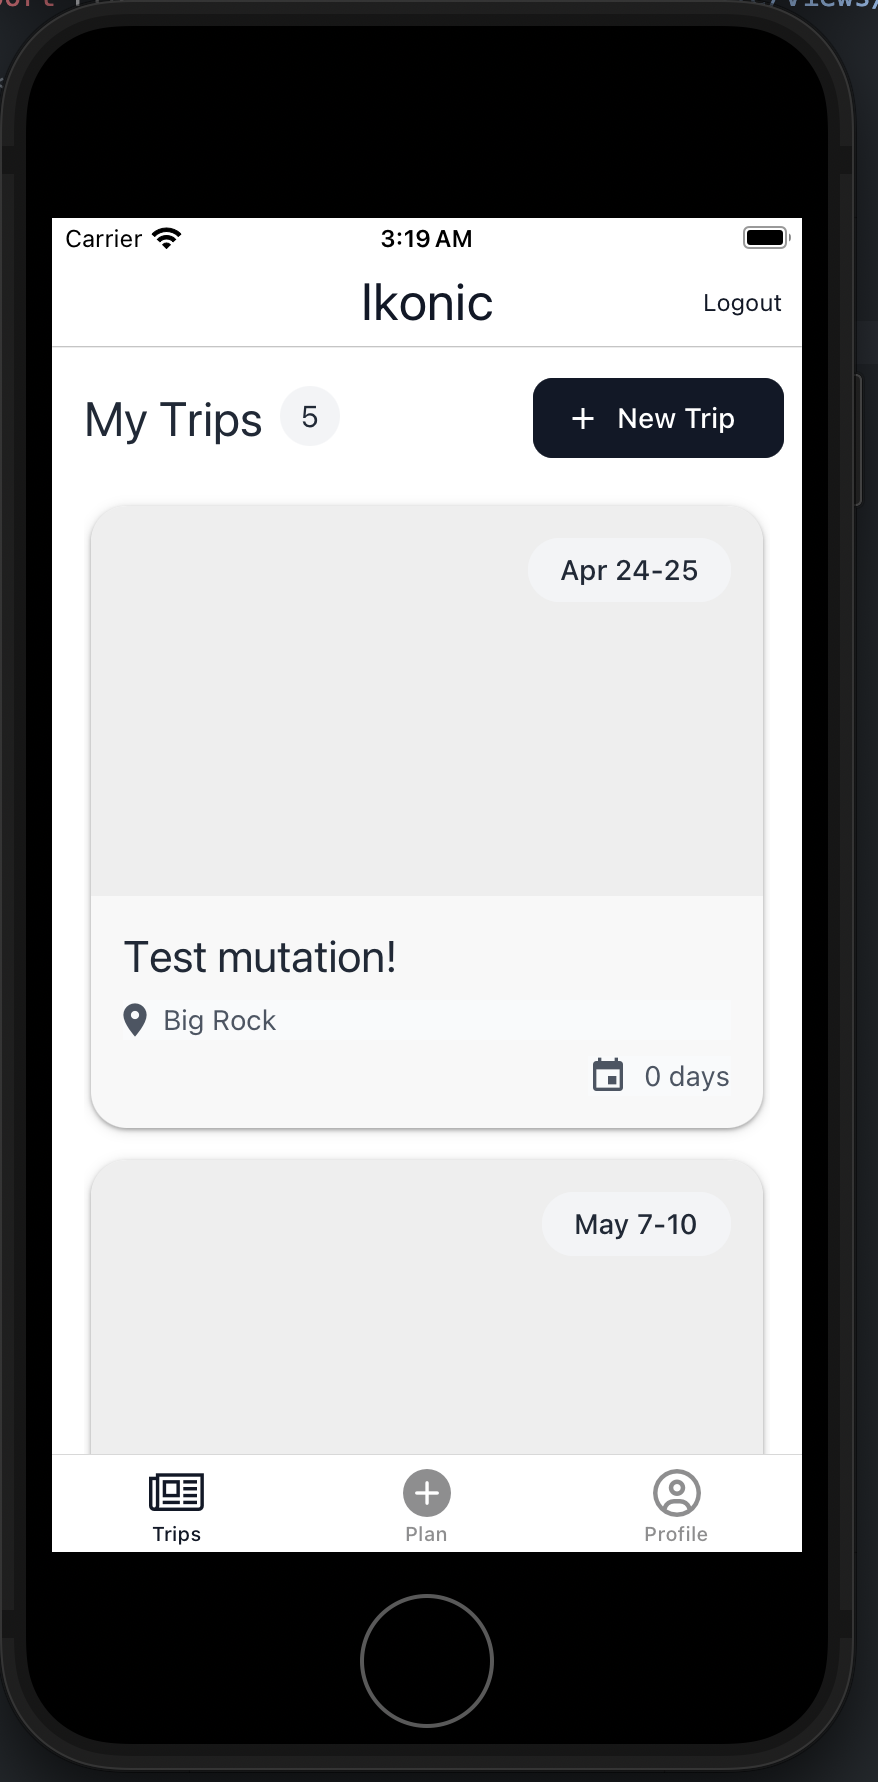 Carrier 3:19 AM
Ikonic Logout
My Trips 5 + New Trip
Apr 24-25
Test mutation!
Big Rock
0 days
May 7-10
Trips Plan Profile